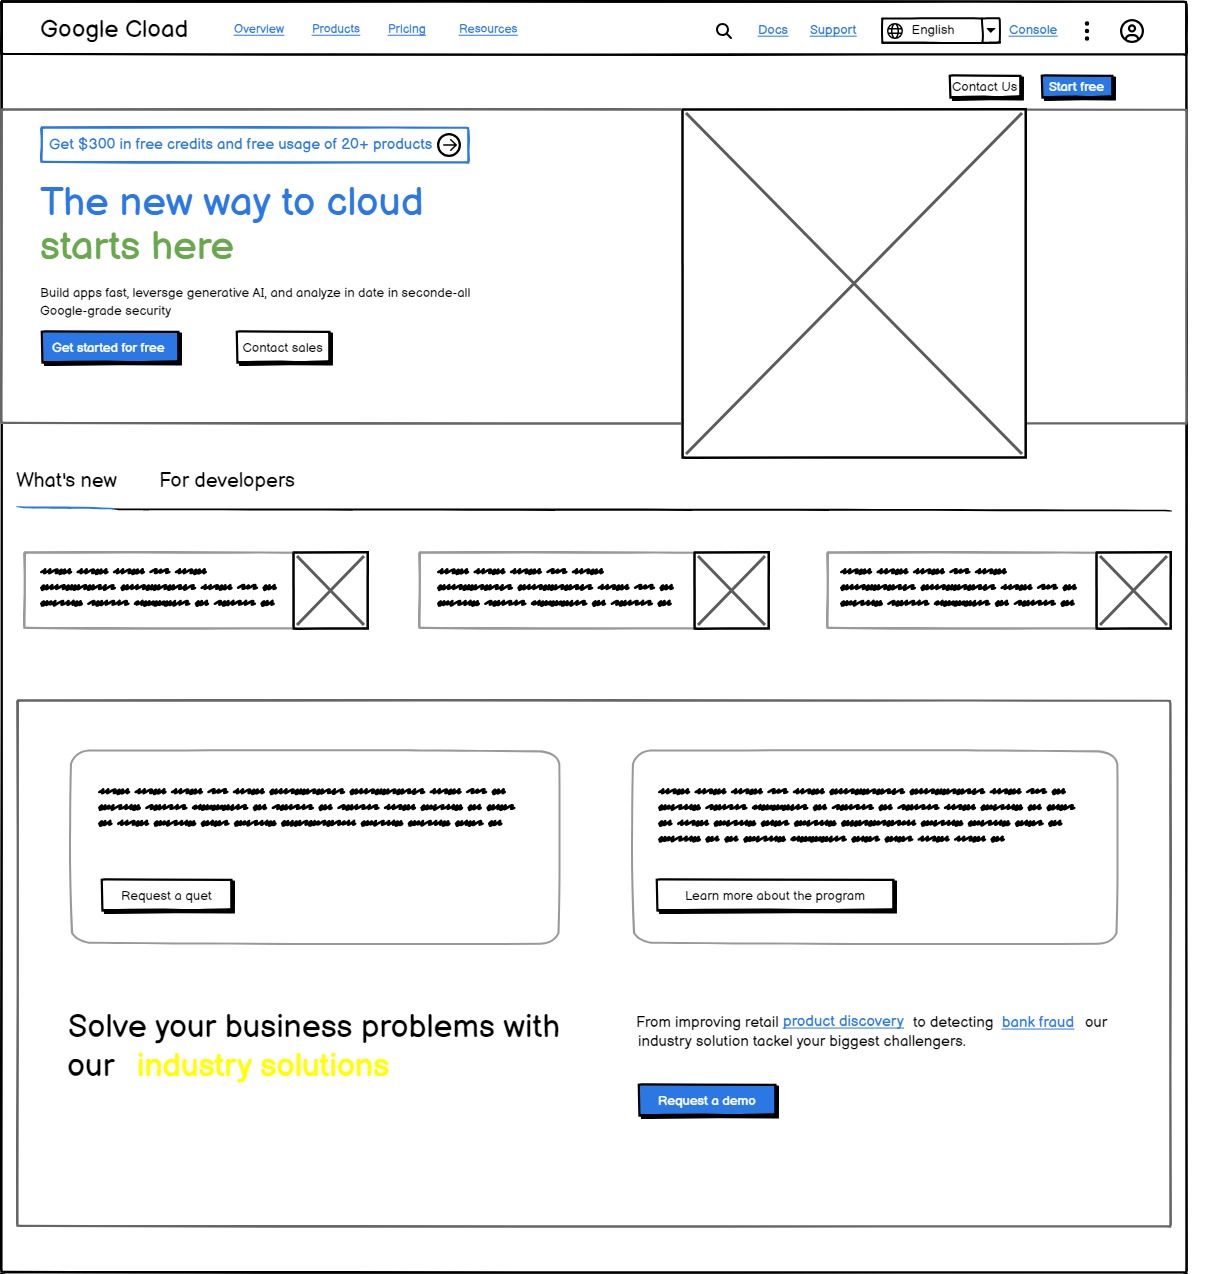 Google Cloud Overview Products Pricing Resources Docs Support English Console
Contact Us Start free
Get $300 in free credits and free usage of 20+ products
The new way to cloud
starts here
Build apps fast, leversge generative AI, and analyze in date in seconde-all
Google-grade security
Get started for free Contact sales
What's new For developers
Request a quet Learn more about the program
Solve your business problems with
our industry solutions
From improving retail product discovery to detecting bank fraud our
industry solution tackel your biggest challengers.
Request a demo